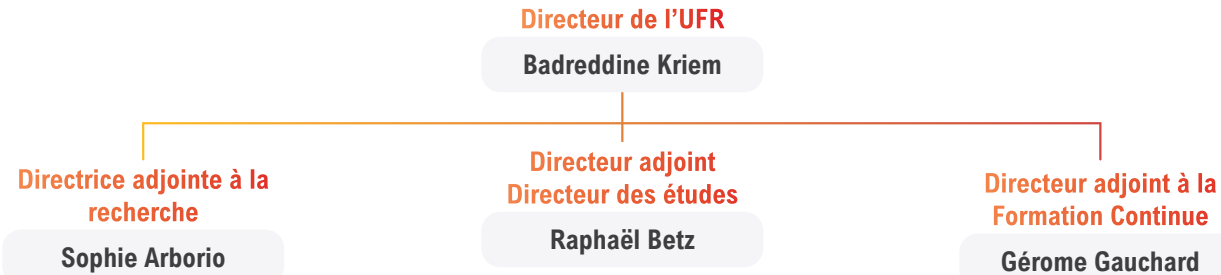 Directeur de l'UFR
Badreddine Kriem
Directrice adjointe à la
recherche
Sophie Arborio
Directeur adjoint
Directeur des études
Raphaël Betz
Directeur adjoint à la
Formation Continue
Gérome Gauchard